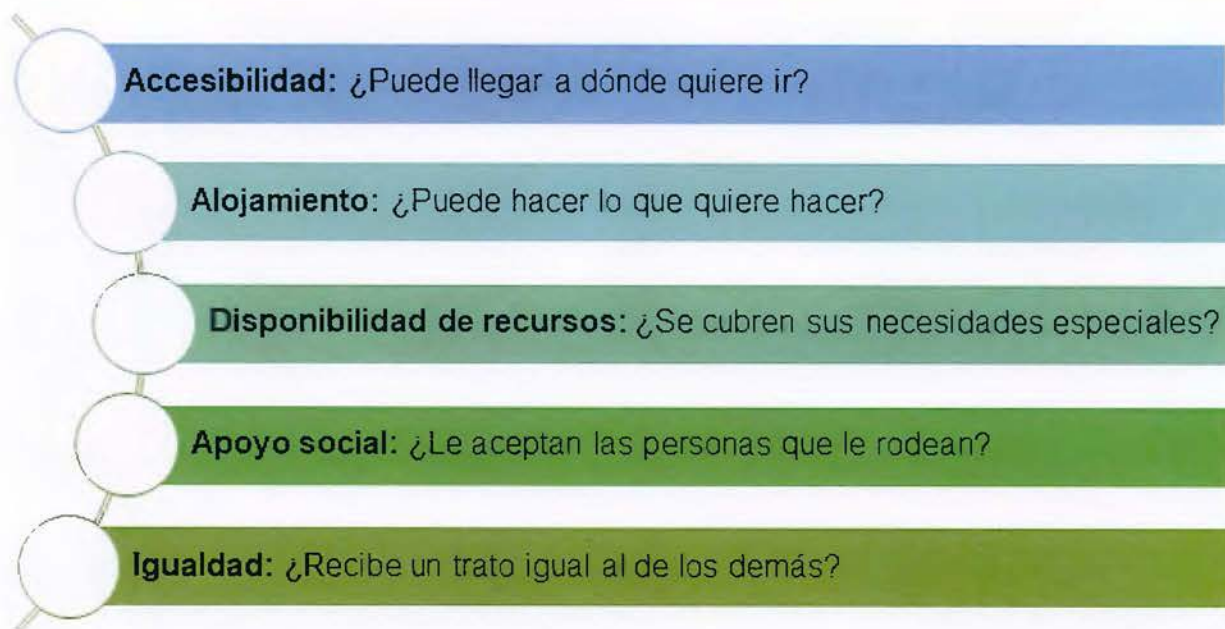 Accesibilidad: ¿Puede llegar a dónde quiere ir?
Alojamiento: ¿Puede hacer lo que quiere hacer?
Disponibilidad de recursos: ¿Se cubren sus necesidades especiales?
Apoyo social: ¿Le aceptan las personas que le rodean?
Igualdad: ¿Recibe un trato igual al de los demás?